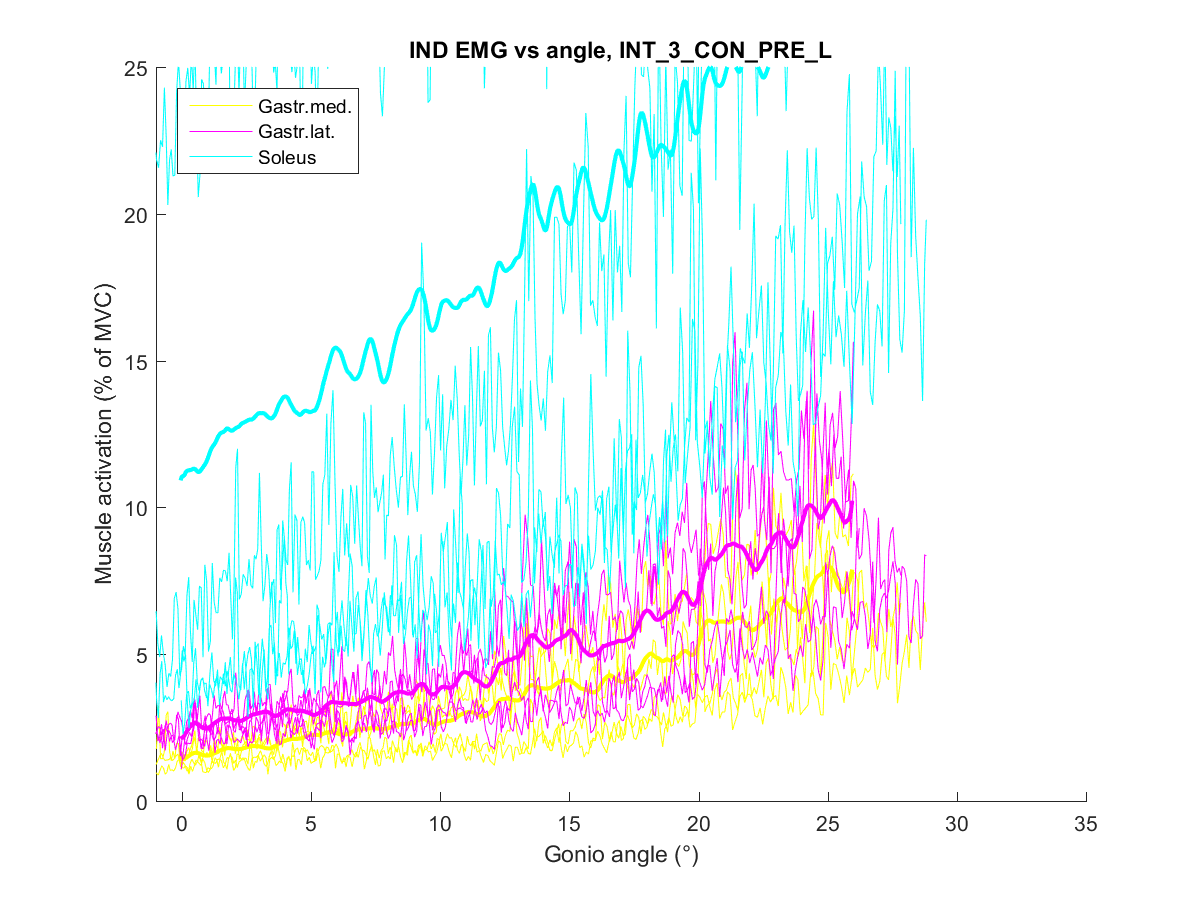 IND EMG vs angle, INT_3_CON_PRE_L
25
20
15
10
5
0
Muscle activation (% of MVC)
Gastr.med.
Gastr.lat.
Soleus
0 5 10 15 20 25 30 35
Gonio angle (°)